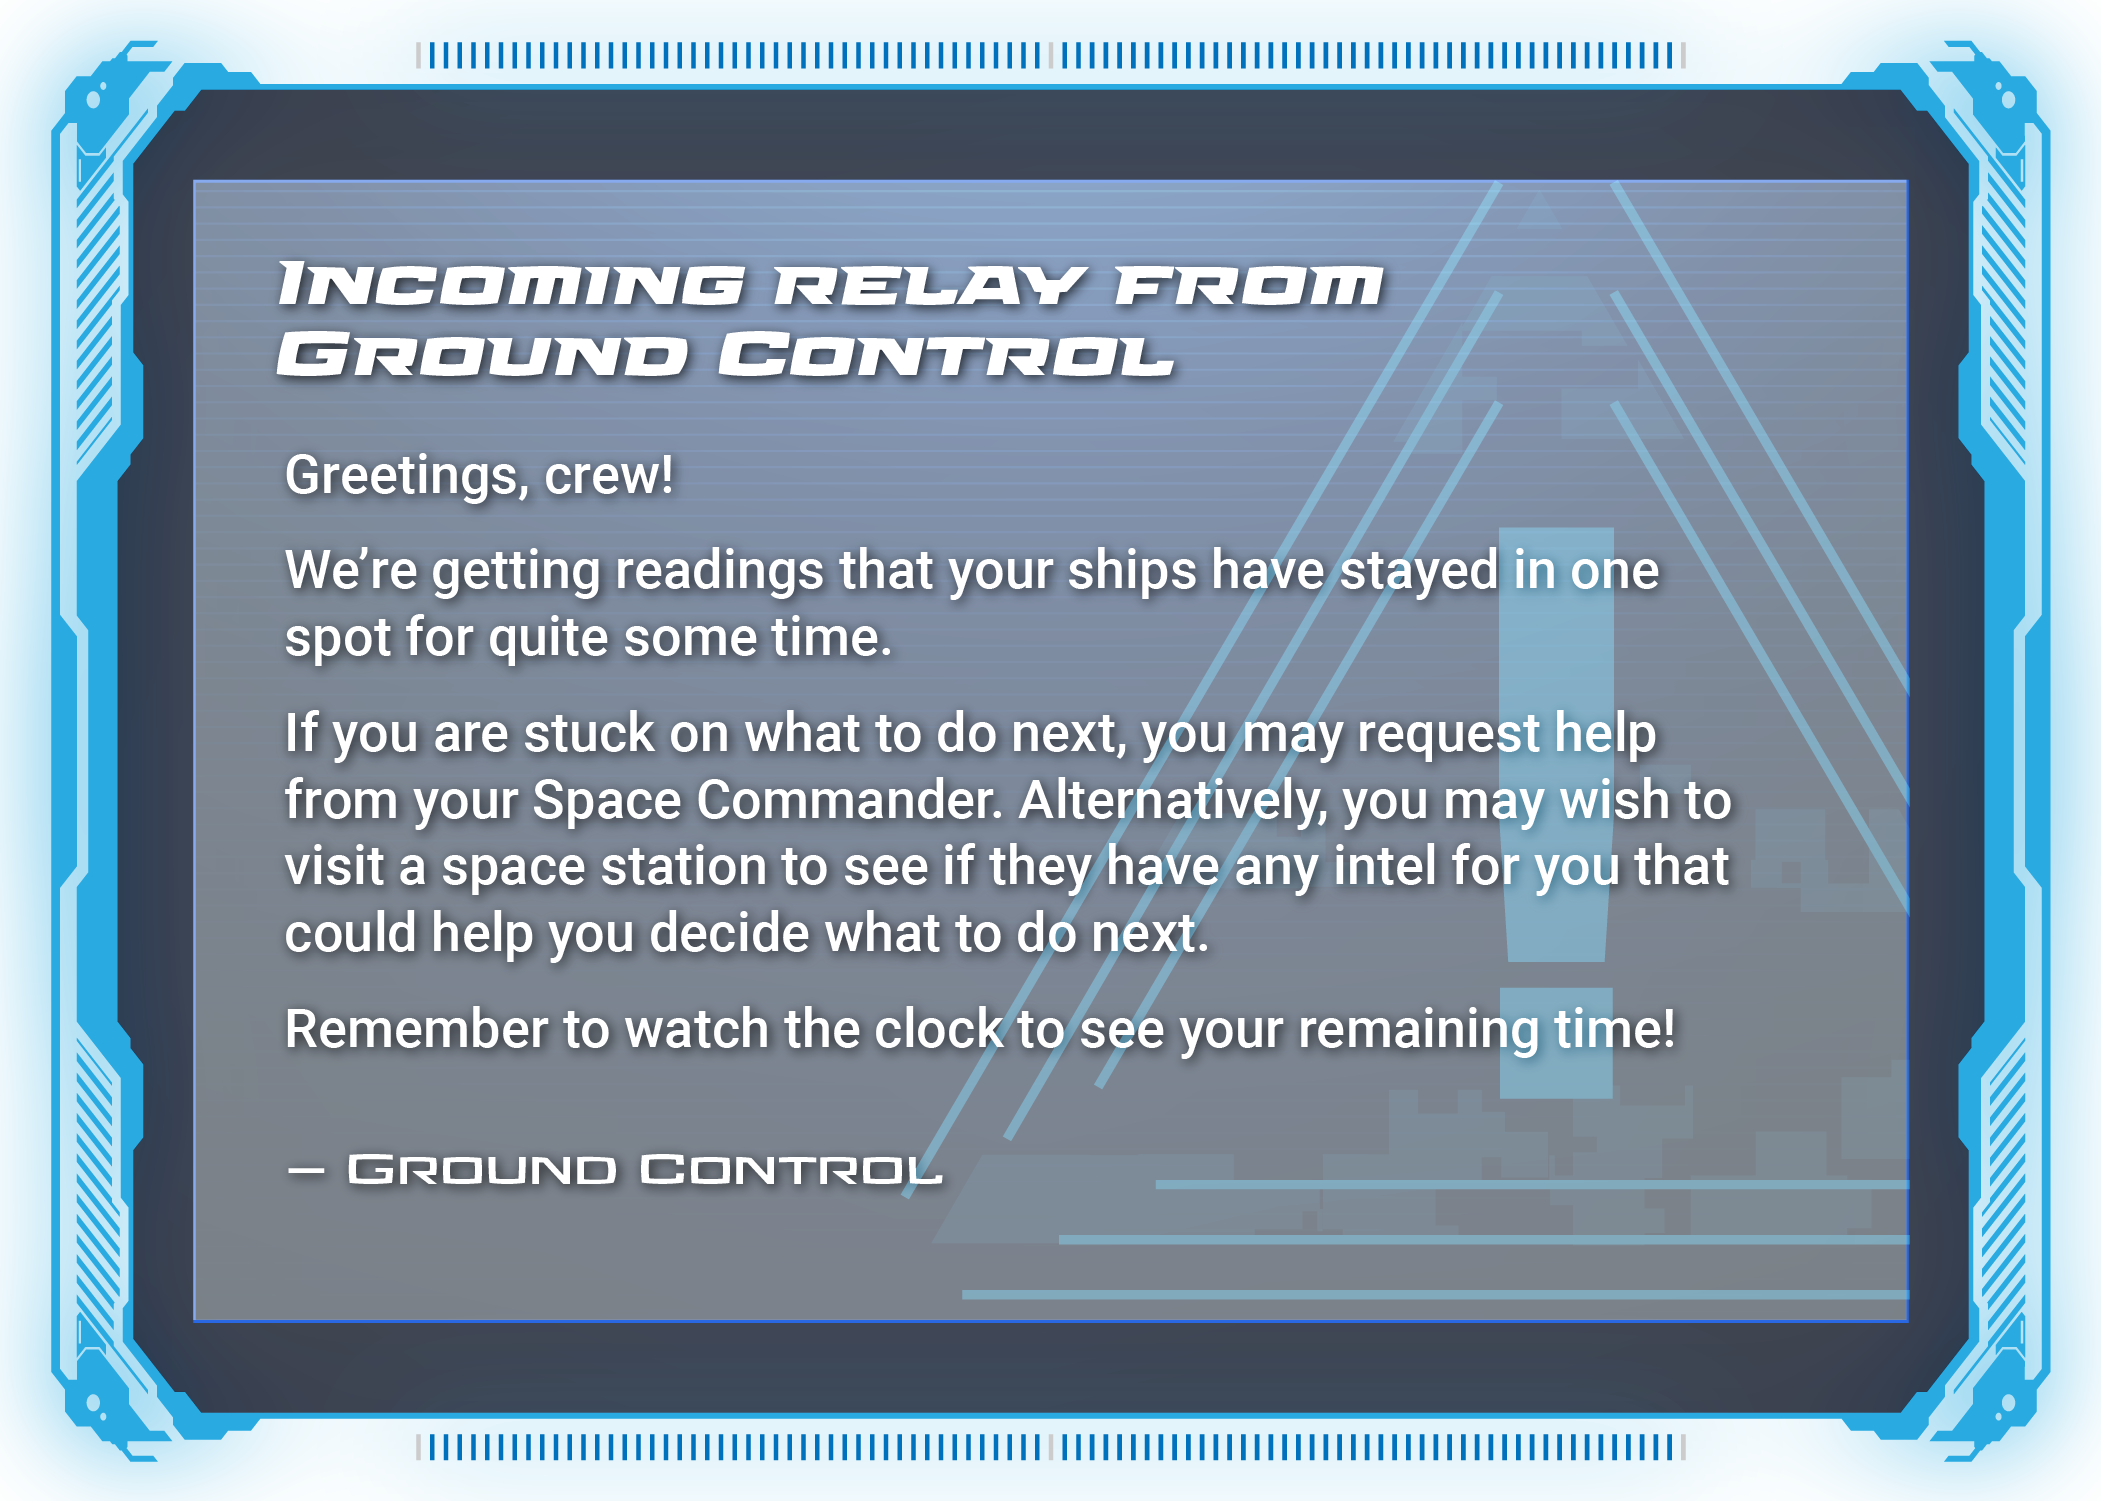 Incoming relay from
Ground Control
Greetings, crew!
We’re getting readings that your ships have stayed in one
spot for quite some time.
If you are stuck on what to do next, you may request help
from your Space Commander. Alternatively, you may wish to
visit a space station to see if they have any intel for you that
could help you decide what to do next.
Remember to watch the clock to see your remaining time!
– Ground Control